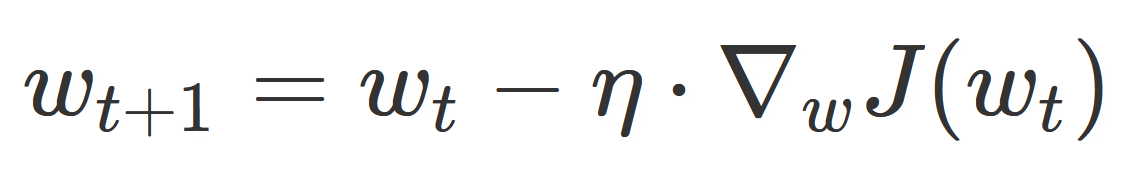 w_{t+1} = w_t − η · ∇_w J(w_t)